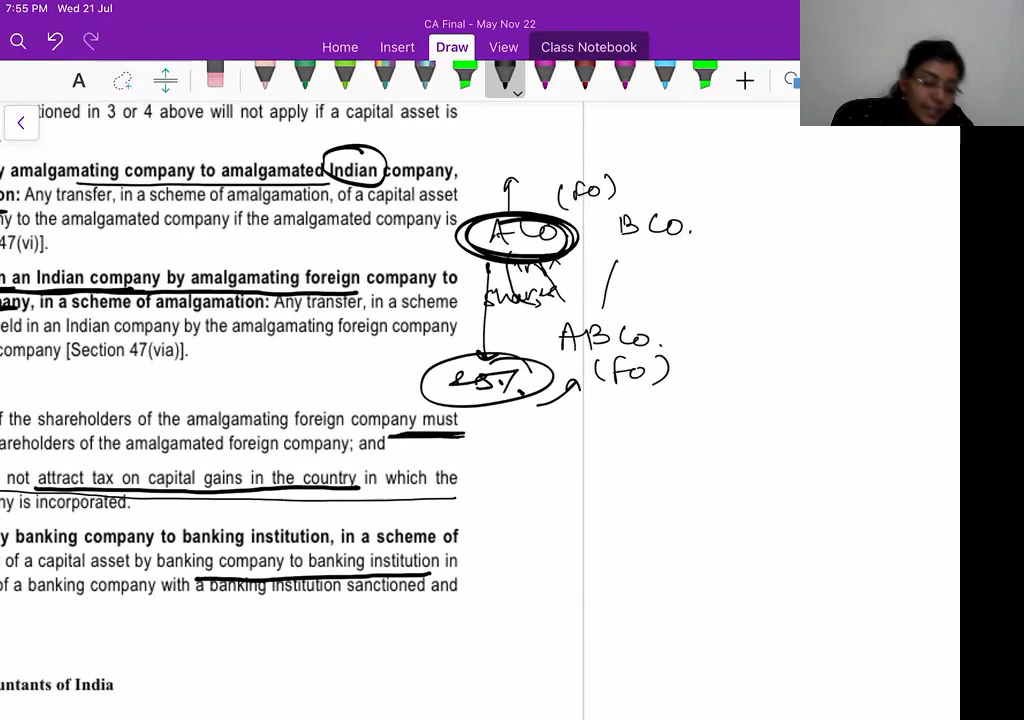 7:55 PM Wed 21 Jul
CA Final - May Nov 22
Home Insert Draw View Class Notebook
tioned in 3 or 4 above will not apply if a capital asset is
y amalgamating company to amalgamated Indian company,
on: Any transfer, in a scheme of amalgamation, of a capital asset
ny to the amalgamated company if the amalgamated company is
47(vi)].
n an Indian company by amalgamating foreign company to
any, in a scheme of amalgamation: Any transfer, in a scheme
eld in an Indian company by the amalgamating foreign company
company [Section 47(via)].
f the shareholders of the amalgamating foreign company must
areholders of the amalgamated foreign company; and
not attract tax on capital gains in the country in which the
ny is incorporated.
y banking company to banking institution, in a scheme of
of a capital asset by banking company to banking institution in
of a banking company with a banking institution sanctioned and
untants of India
(FO)
A CO
B CO.
shares
AB CO.
(FO)
25%